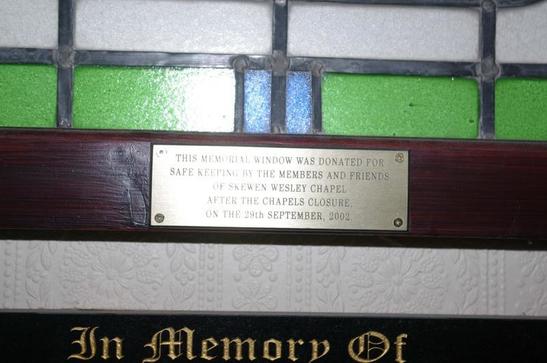 THIS MEMORIAL WINDOW WAS DONATED FOR
SAFE KEEPING BY THE MEMBERS AND FRIENDS
OF SKEWEN WESLEY CHAPEL
AFTER THE CHAPELS CLOSURE,
ON THE 29th SEPTEMBER, 2002.
In Memory Of